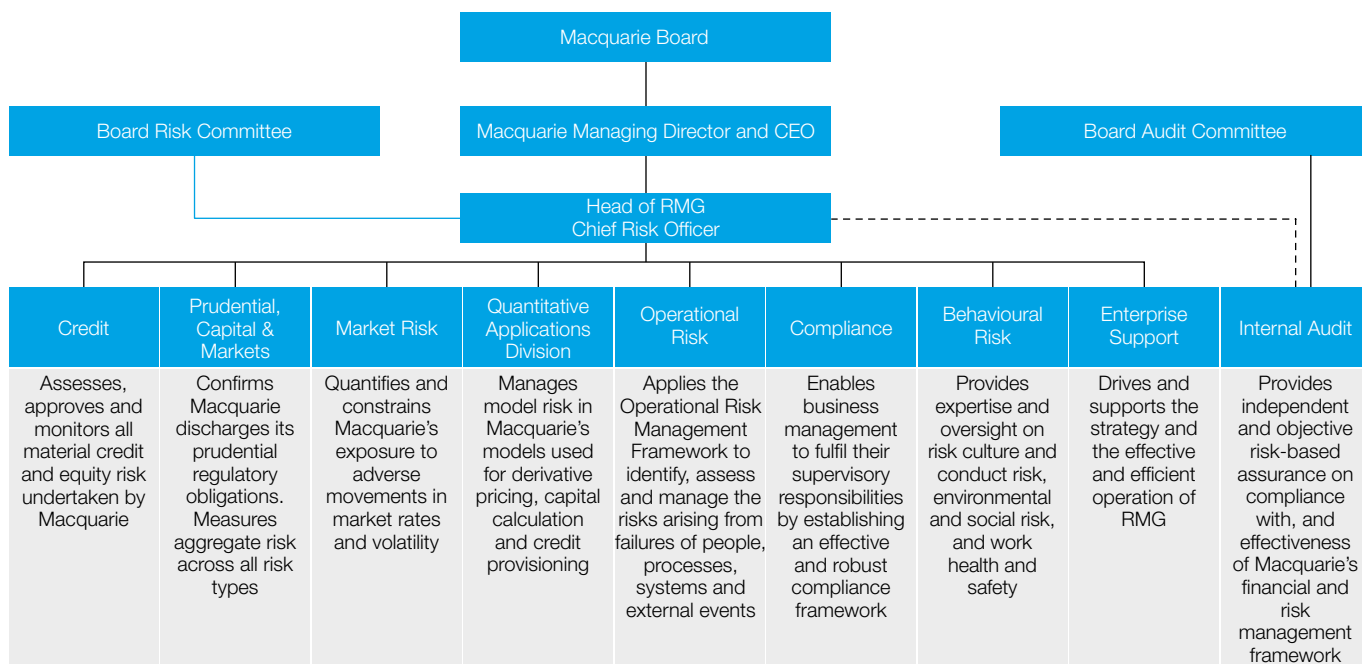 Macquarie Board
Board Risk Committee
Macquarie Managing Director and CEO
Board Audit Committee
Head of RMG
Chief Risk Officer
Credit
Assesses,
approves and
monitors all
material credit
and equity risk
undertaken by
Macquarie
Prudential,
Capital &
Markets
Confirms
Macquarie
discharges its
prudential
regulatory
obligations.
Measures
aggregate risk
across all risk
types
Market Risk
Quantifies and
constrains
Macquarie’s
exposure to
adverse
movements in
market rates
and volatility
Quantitative
Applications
Division
Manages
model risk in
Macquarie’s
models used
for derivative
pricing, capital
calculation
and credit
provisioning
Operational
Risk
Applies the
Operational Risk
Management
Framework to
identify, assess
and manage the
risks arising from
failures of people,
processes,
systems and
external events
Compliance
Enables
business
management
to fulfil their
supervisory
responsibilities
by establishing
an effective
and robust
compliance
framework
Behavioural
Risk
Provides
expertise and
oversight on
risk culture and
conduct risk,
environmental
and social risk,
and work
health and
safety
Enterprise
Support
Drives and
supports the
strategy and
the effective
and efficient
operation of
RMG
Internal Audit
Provides
independent
and objective
risk-based
assurance on
compliance
with, and
effectiveness
of Macquarie’s
financial and
risk
management
framework